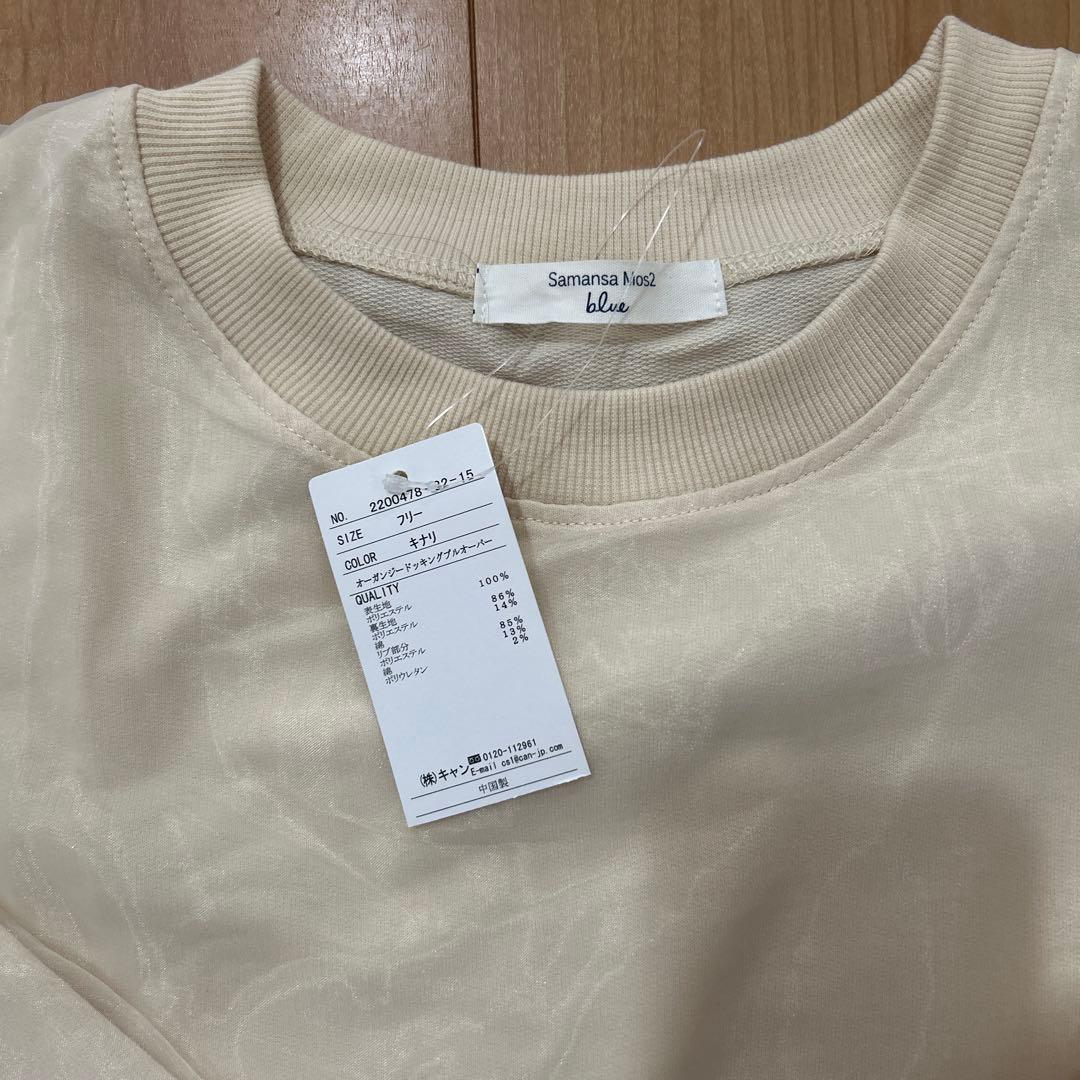 Samansa Mos2
blue
NO. 2200478-32-15
SIZE フリー
COLOR キナリ
オーガンジードッキングプルオーバー
QUALITY
表生地
ポリエステル 100%
裏生地
ポリエステル 86%
綿 14%
リブ部分
ポリエステル 85%
綿 13%
ポリウレタン 2%
(株)キャン 0120-112961
E-mail cs1@can-jp.com
中国製